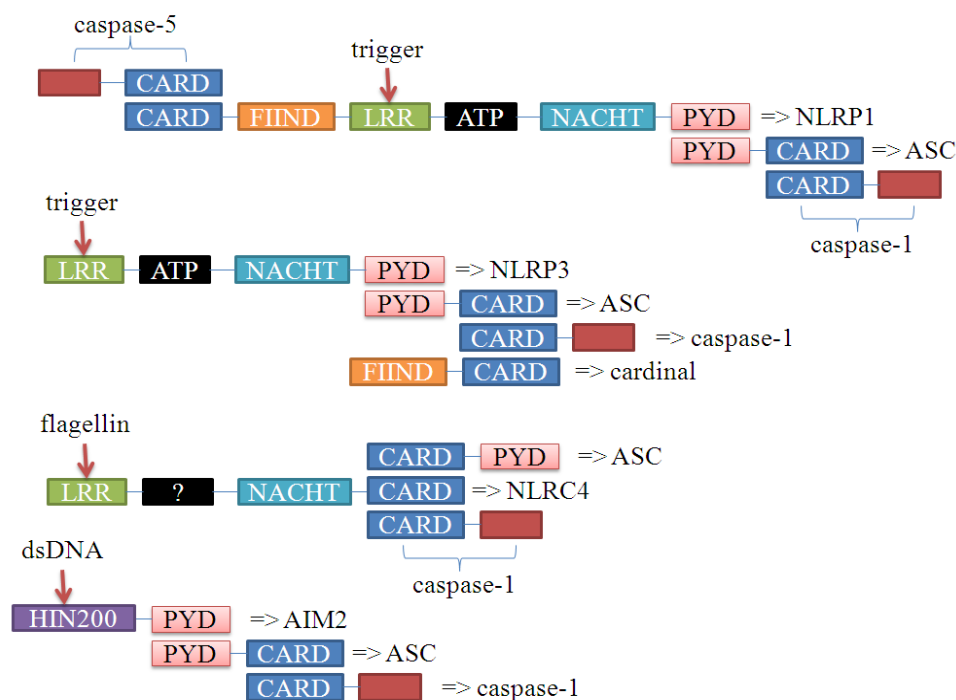 caspase-5
trigger
CARD
CARD FIIND LRR ATP NACHT PYD => NLRP1
PYD CARD => ASC
CARD
caspase-1
trigger
LRR ATP NACHT PYD => NLRP3
PYD CARD => ASC
CARD => caspase-1
FIIND CARD => cardinal
flagellin
CARD PYD => ASC
LRR ? NACHT CARD => NLRC4
CARD
caspase-1
dsDNA
HIN200 PYD => AIM2
PYD CARD => ASC
CARD => caspase-1